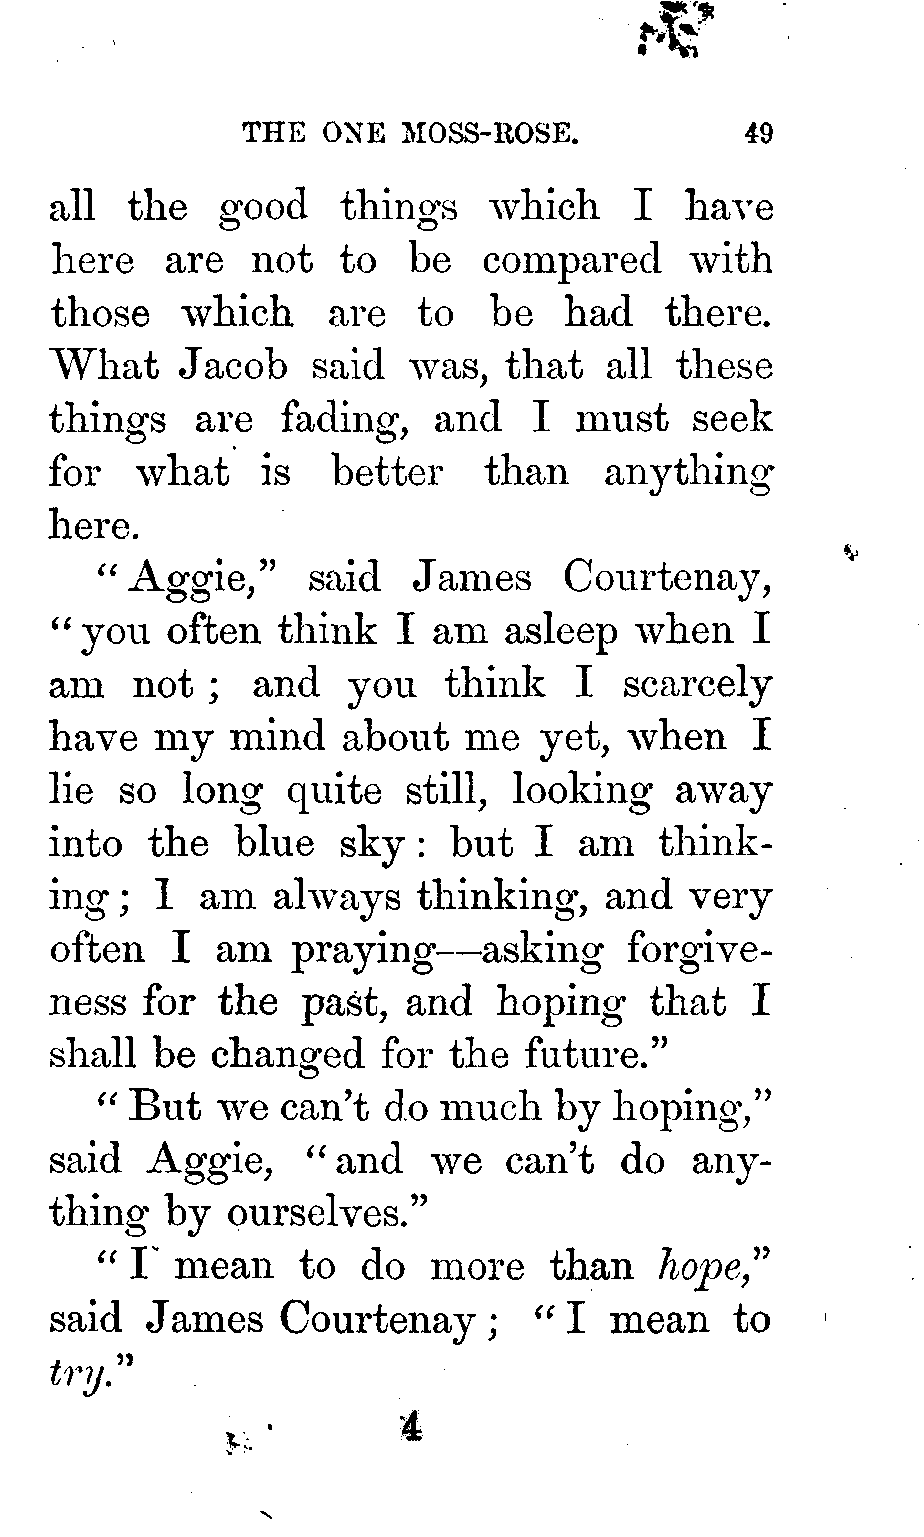 THE ONE MOSS-ROSE. 49
all the good things which I have
here are not to be compared with
those which are to be had there.
What Jacob said was, that all these
things are fading, and I must seek
for what is better than anything
here.
“Aggie,” said James Courtenay,
“you often think I am asleep when I
am not; and you think I scarcely
have my mind about me yet, when I
lie so long quite still, looking away
into the blue sky: but I am think-
ing; I am always thinking, and very
often I am praying—asking forgive-
ness for the past, and hoping that I
shall be changed for the future.”
“But we can’t do much by hoping,”
said Aggie, “and we can’t do any-
thing by ourselves.”
“I mean to do more than hope,”
said James Courtenay; “I mean to
try.”
4